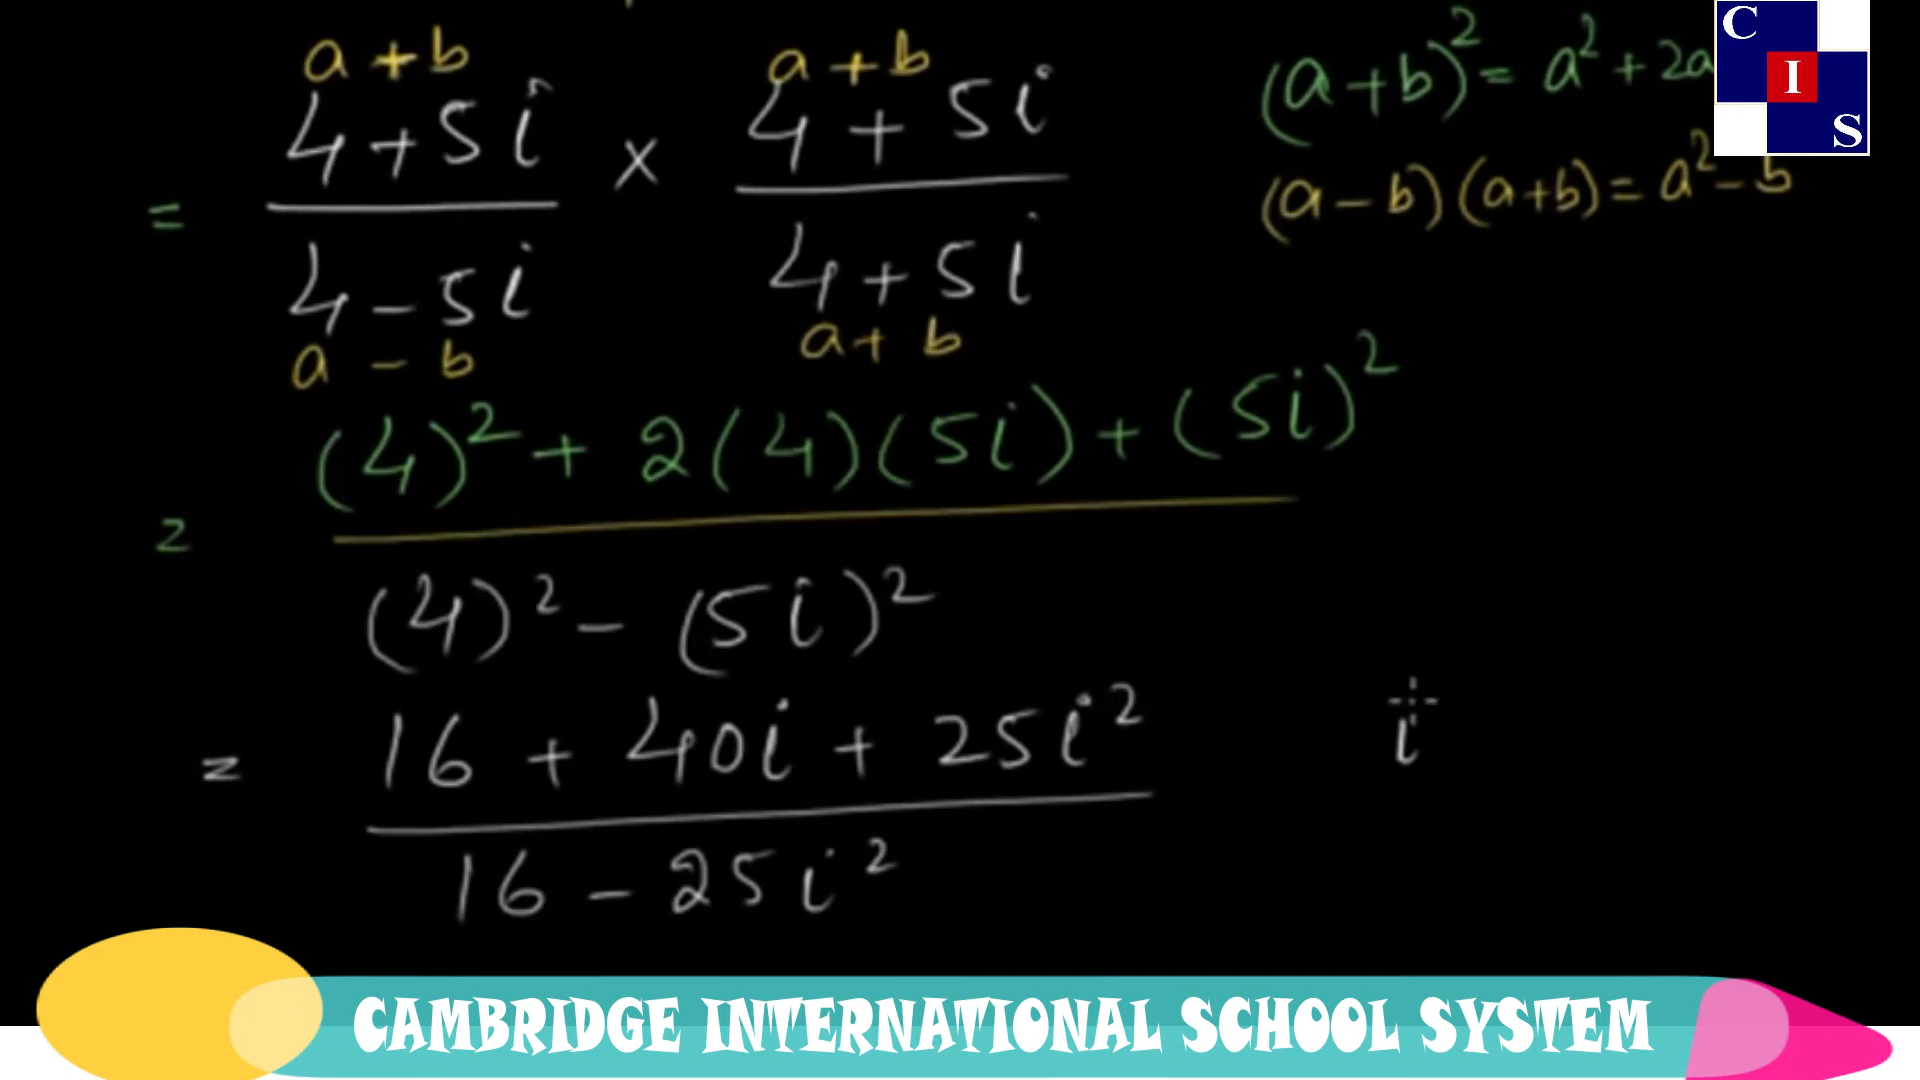 a + b a + b
4 + 5i × 4 + 5i (a + b)² = a² + 2a
= 4 - 5i 4 + 5i (a - b)(a + b) = a² - b
a - b a + b
(4)² + 2(4)(5i) + (5i)²
=
(4)² - (5i)²
= 16 + 40i + 25i² i
16 - 25i²
C
I
S
CAMBRIDGE INTERNATIONAL SCHOOL SYSTEM